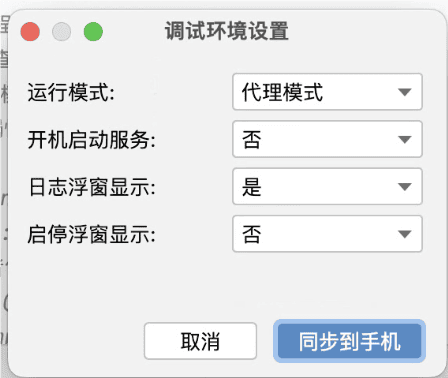 调试环境设置
运行模式: 代理模式
开机启动服务: 否
日志浮窗显示: 是
启停浮窗显示: 否
取消 同步到手机